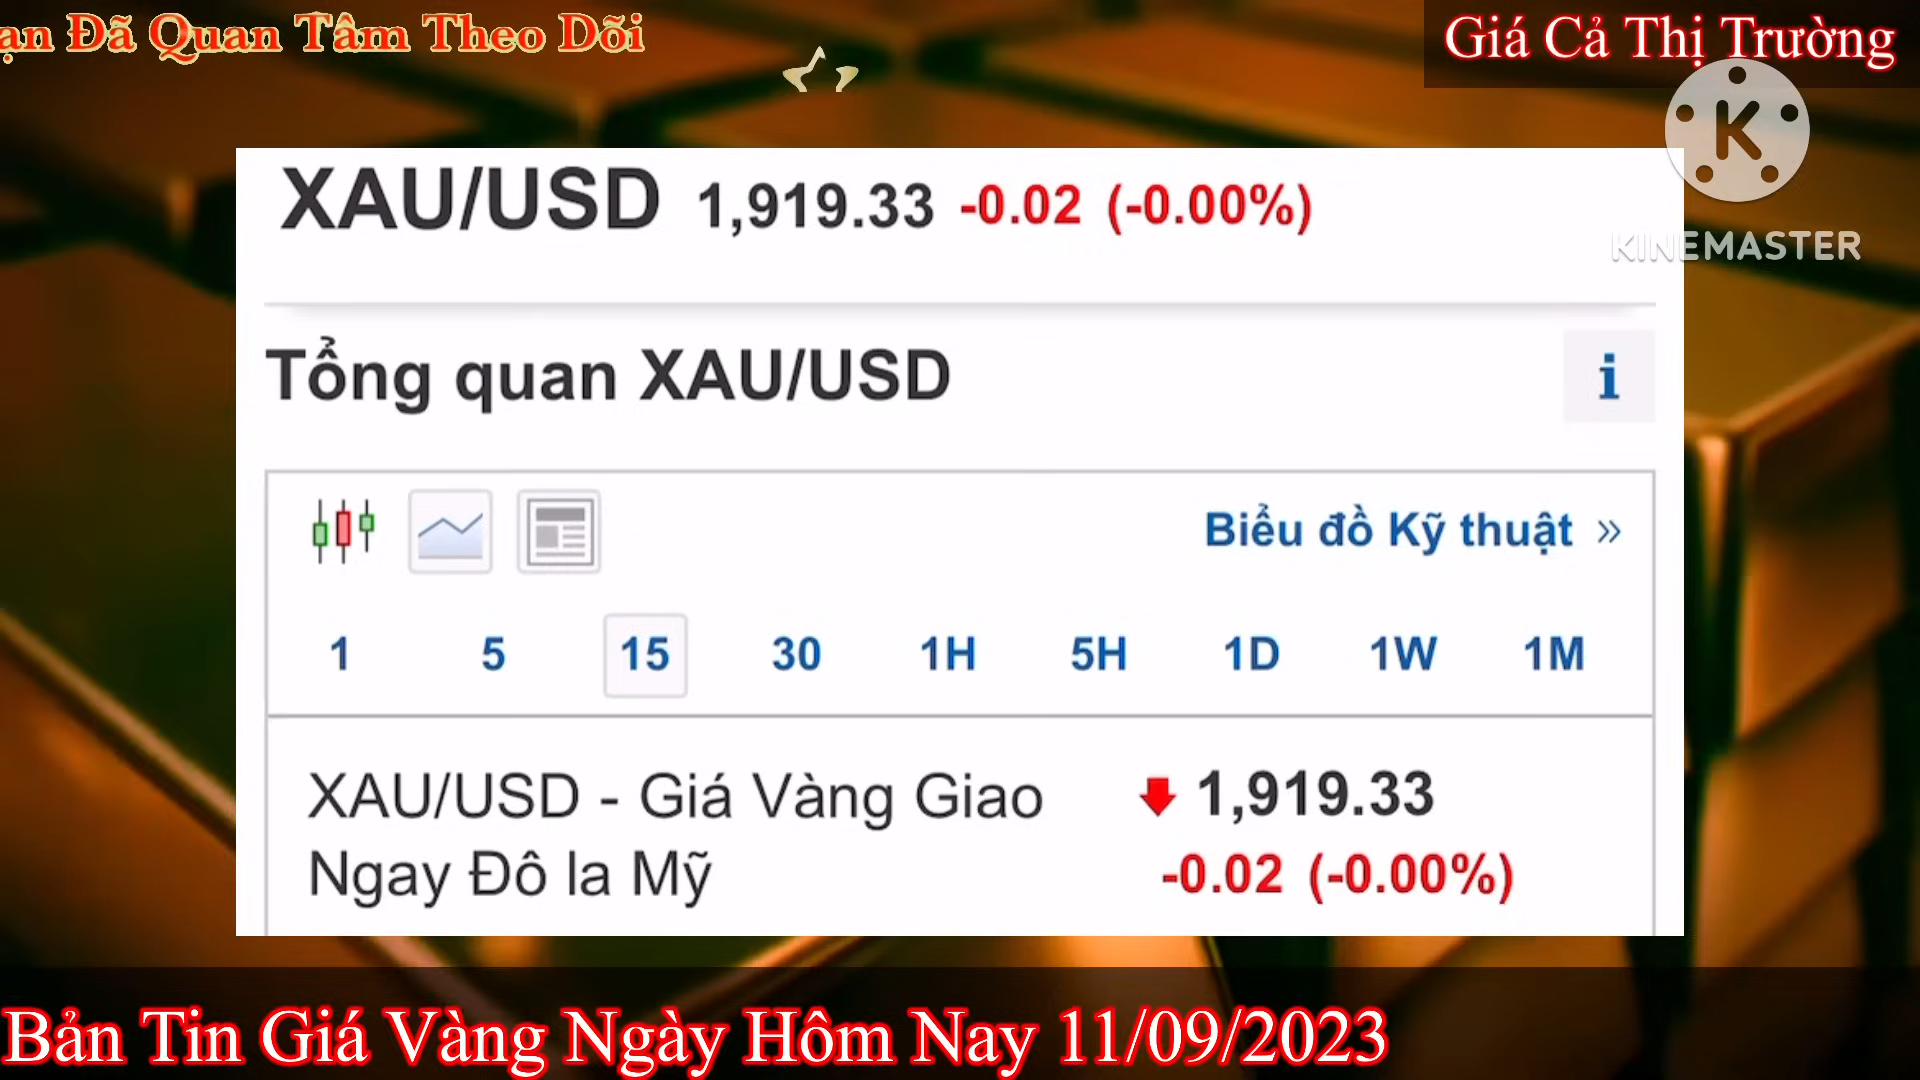 Đã Quan Tâm Theo Dõi
Giá Cả Thị Trường
K
KINEMASTER
XAU/USD 1,919.33 -0.02 (-0.00%)
Tổng quan XAU/USD
i
Biểu đồ Kỹ thuật »
1 5 15 30 1H 5H 1D 1W 1M
XAU/USD - Giá Vàng Giao 1,919.33
Ngay Đô la Mỹ -0.02 (-0.00%)
Bản Tin Giá Vàng Ngày Hôm Nay 11/09/2023